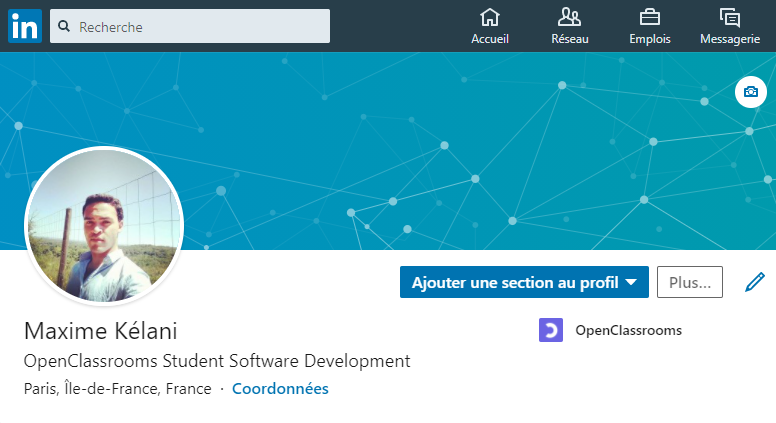 in
Recherche
Accueil
Réseau
Emplois
Messagerie
Ajouter une section au profil
Plus...
Maxime Kélani
OpenClassrooms
OpenClassrooms Student Software Development
Paris, Île-de-France, France · Coordonnées